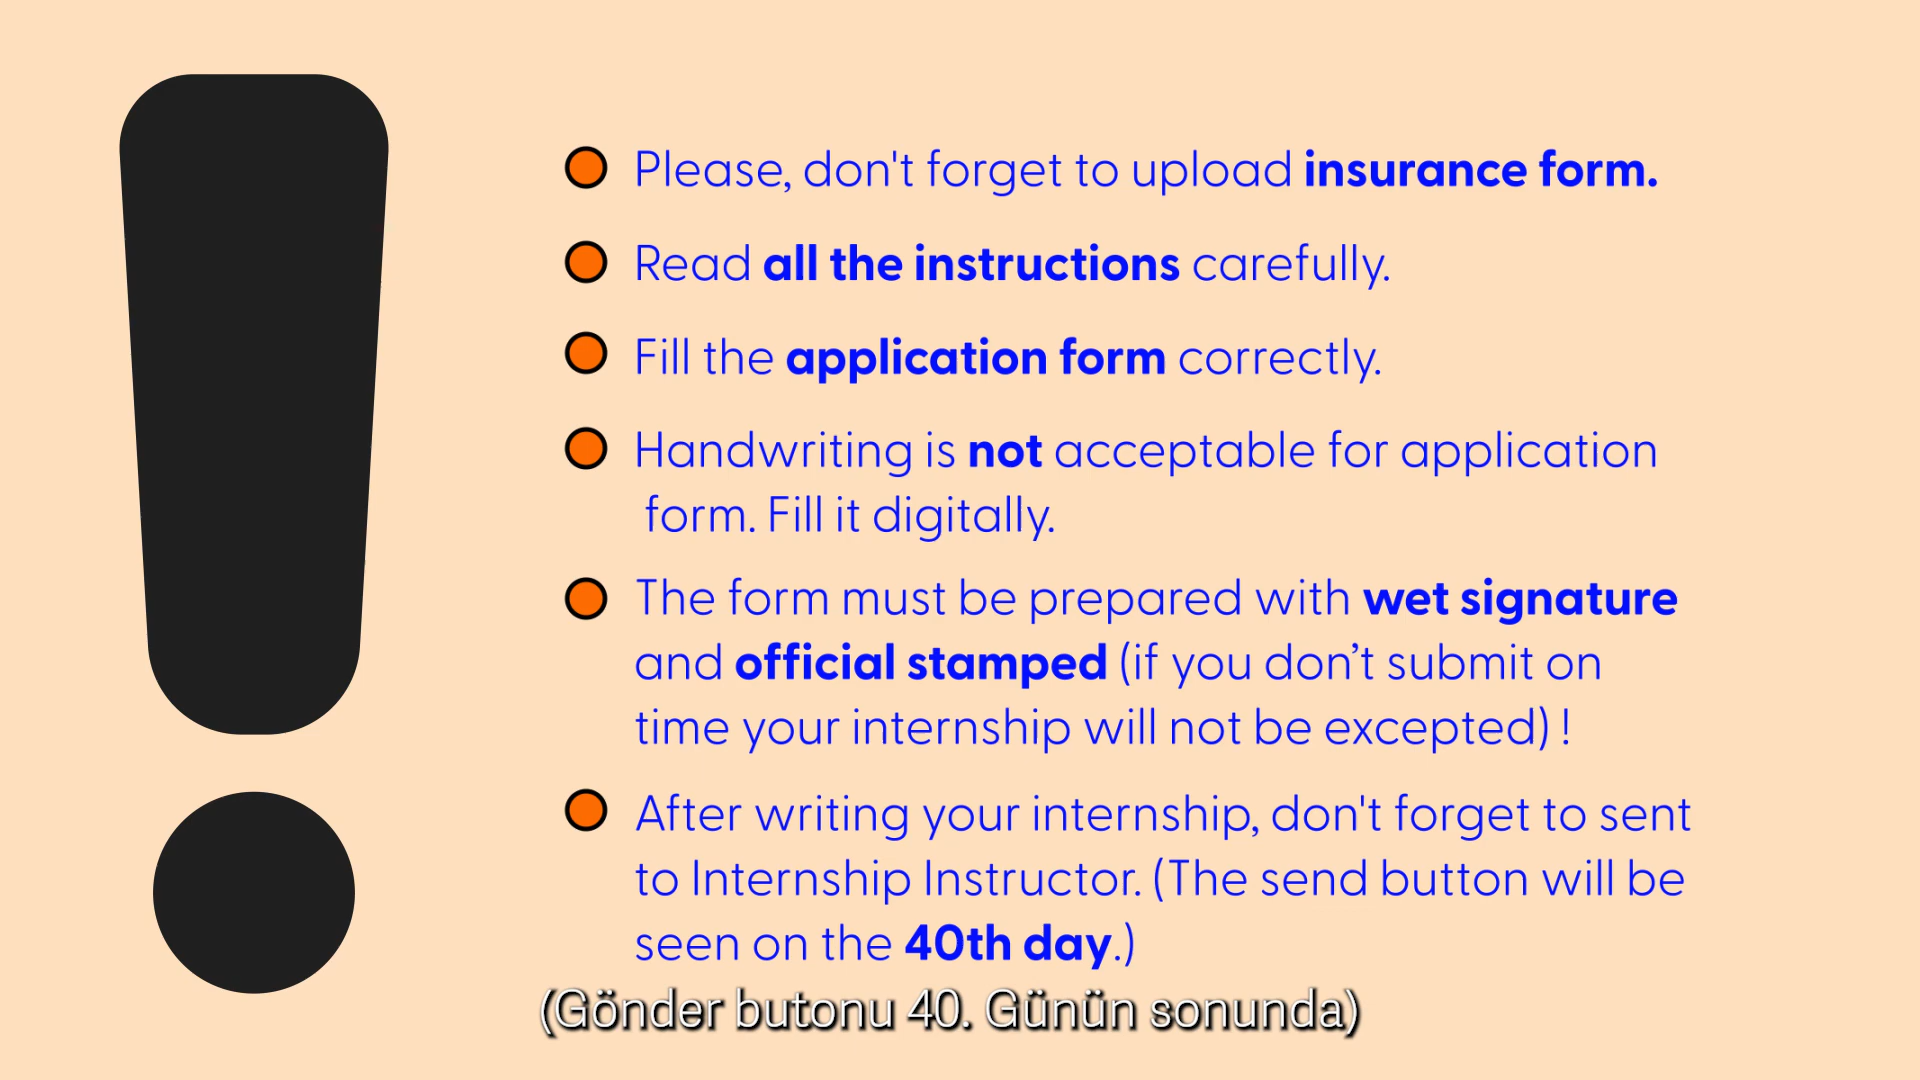 Please, don't forget to upload insurance form.
Read all the instructions carefully.
Fill the application form correctly.
Handwriting is not acceptable for application
form. Fill it digitally.
The form must be prepared with wet signature
and official stamped (if you don’t submit on
time your internship will not be excepted) !
After writing your internship, don't forget to sent
to Internship Instructor. (The send button will be
seen on the 40th day.)
(Gönder butonu 40. Günün sonunda)